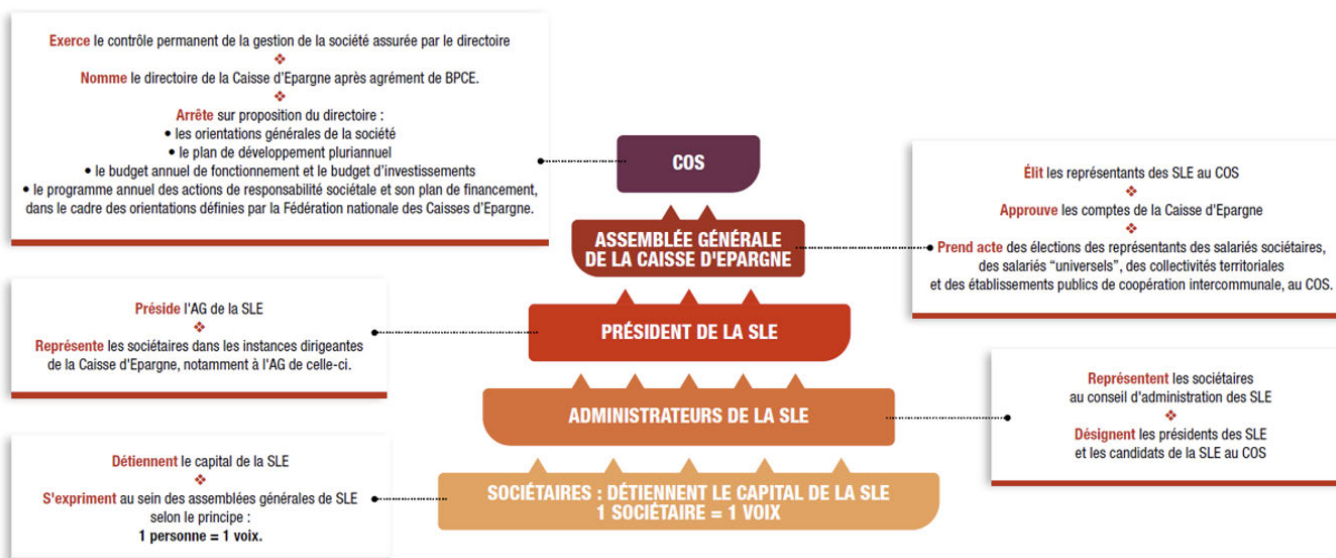 Exerce le contrôle permanent de la gestion de la société assurée par le directoire
❖
Nomme le directoire de la Caisse d'Epargne après agrément de BPCE.
❖
Arrête sur proposition du directoire :
• les orientations générales de la société
• le plan de développement pluriannuel
• le budget annuel de fonctionnement et le budget d'investissements
• le programme annuel des actions de responsabilité sociétale et son plan de financement,
dans le cadre des orientations définies par la Fédération nationale des Caisses d'Epargne.
COS
Élit les représentants des SLE au COS
❖
Approuve les comptes de la Caisse d'Epargne
❖
Prend acte des élections des représentants des salariés sociétaires,
des salariés “universels”, des collectivités territoriales
et des établissements publics de coopération intercommunale, au COS.
ASSEMBLÉE GÉNÉRALE
DE LA CAISSE D'EPARGNE
Préside l'AG de la SLE
❖
Représente les sociétaires dans les instances dirigeantes
de la Caisse d'Epargne, notamment à l'AG de celle-ci.
PRÉSIDENT DE LA SLE
Représentent les sociétaires
au conseil d'administration des SLE
❖
Désignent les présidents des SLE
et les candidats de la SLE au COS
ADMINISTRATEURS DE LA SLE
Détiennent le capital de la SLE
❖
S'expriment au sein des assemblées générales de SLE
selon le principe :
1 personne = 1 voix.
SOCIÉTAIRES : DÉTIENNENT LE CAPITAL DE LA SLE
1 SOCIÉTAIRE = 1 VOIX